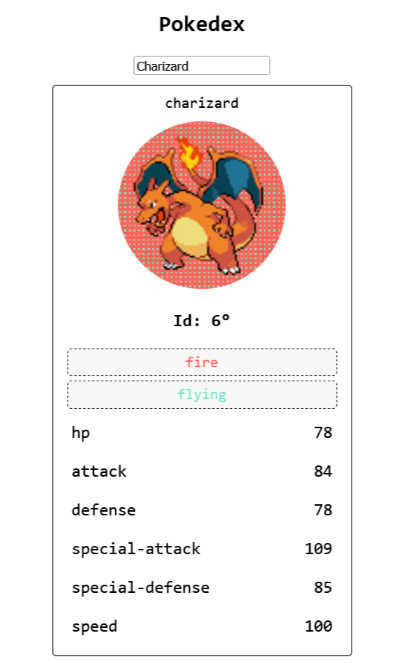 Pokedex
Charizard
charizard
Id: 6°
fire
flying
hp 78
attack 84
defense 78
special-attack 109
special-defense 85
speed 100